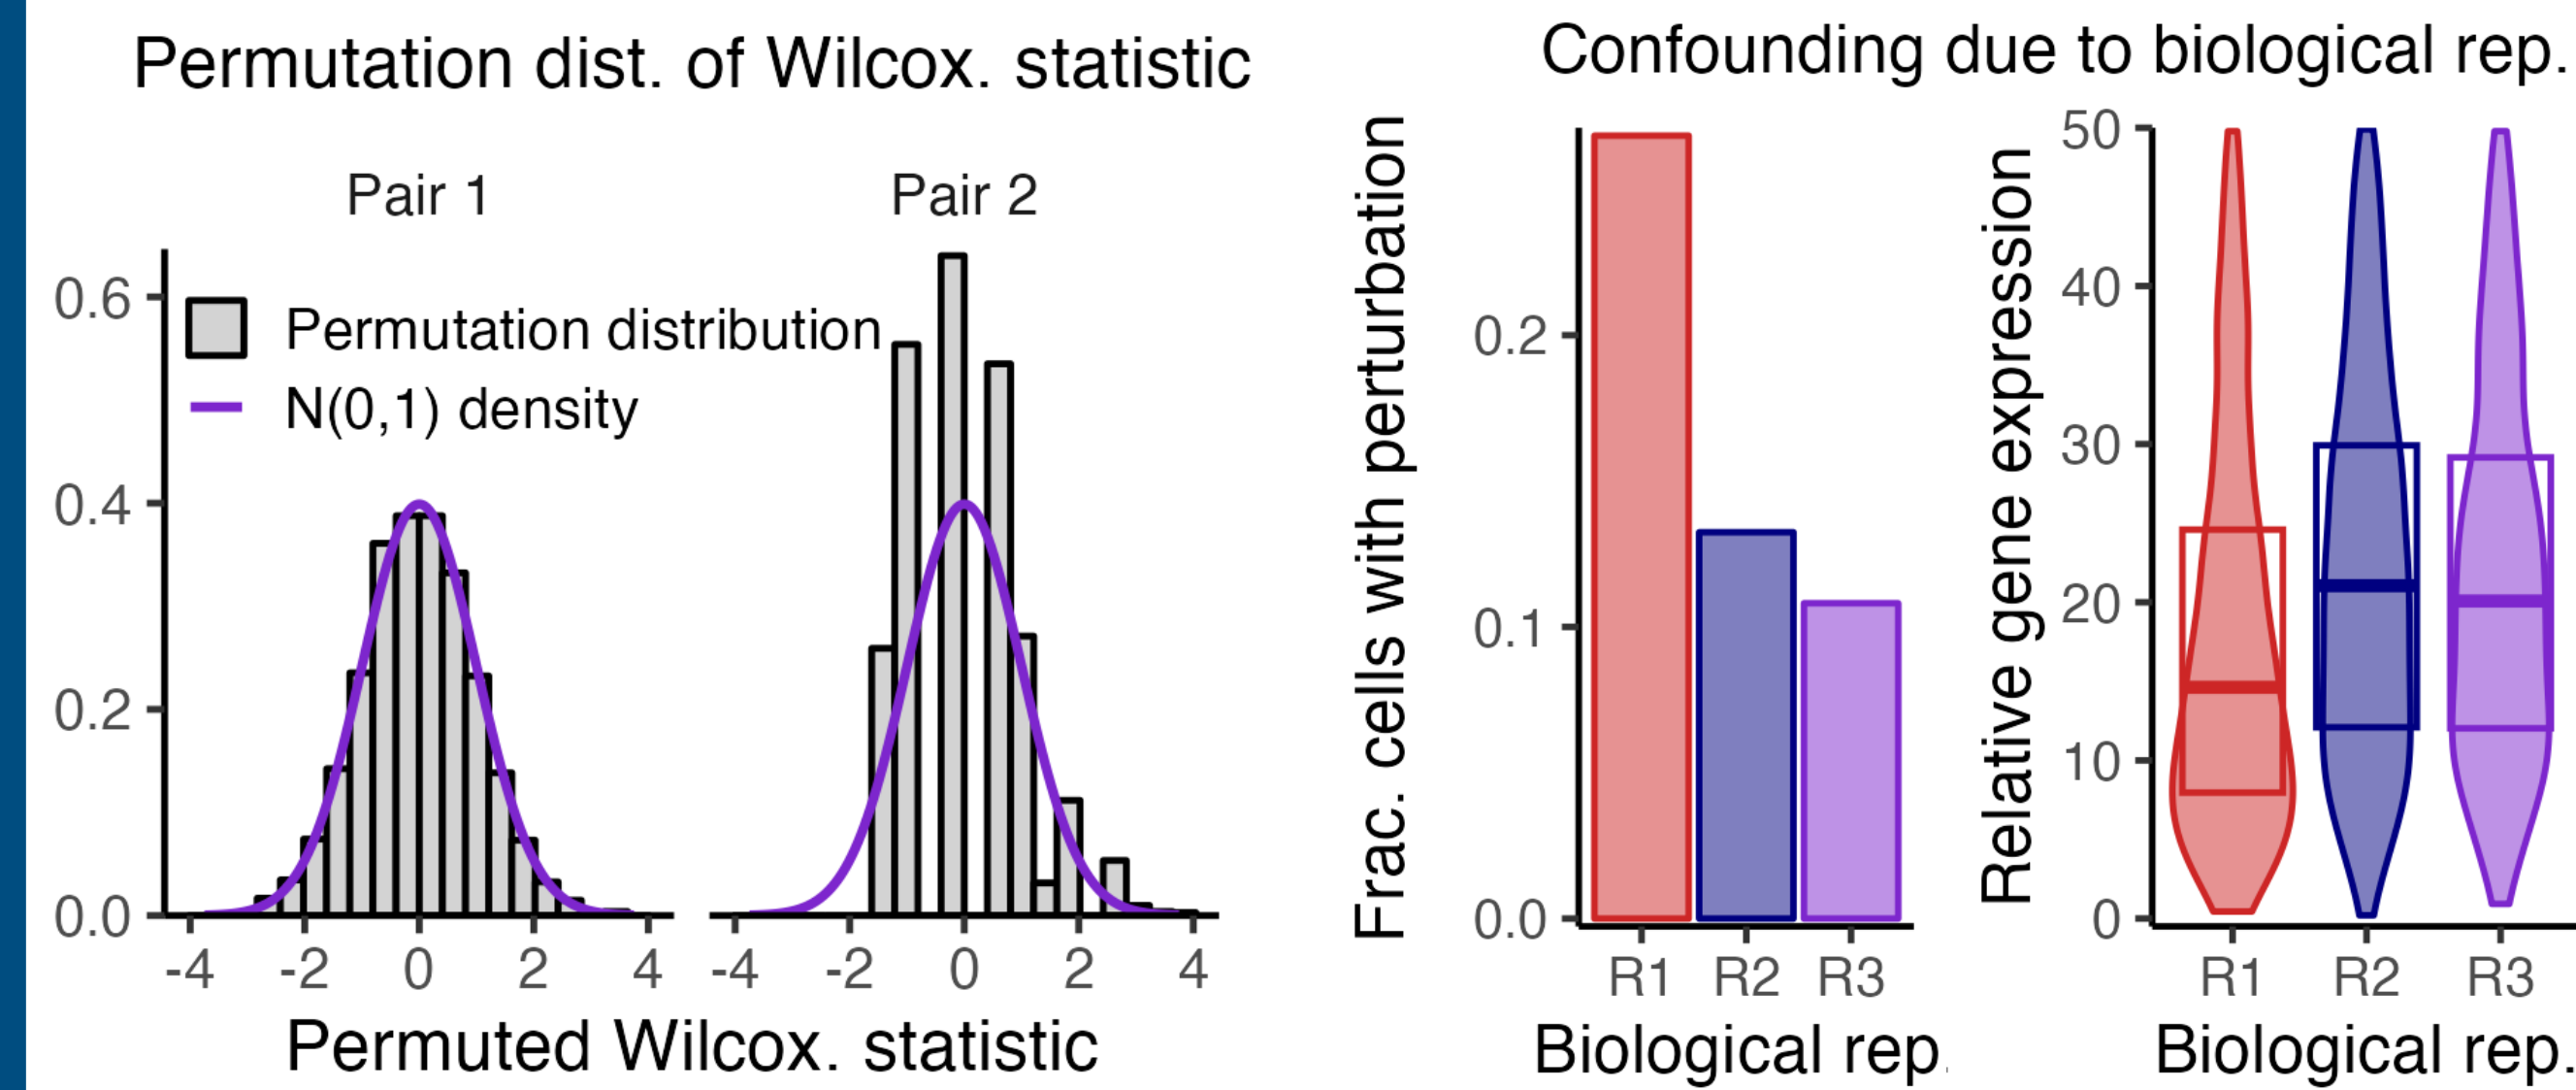 Permutation dist. of Wilcox. statistic
Pair 1
Pair 2
0.6
0.4
0.2
0.0
Permutation distribution
N(0,1) density
-4 -2 0 2 4
-4 -2 0 2 4
Permuted Wilcox. statistic
Confounding due to biological rep.
Frac. cells with perturbation
0.2
0.1
0.0
R1 R2 R3
Biological rep.
Relative gene expression
50
40
30
20
10
0
R1 R2 R3
Biological rep.